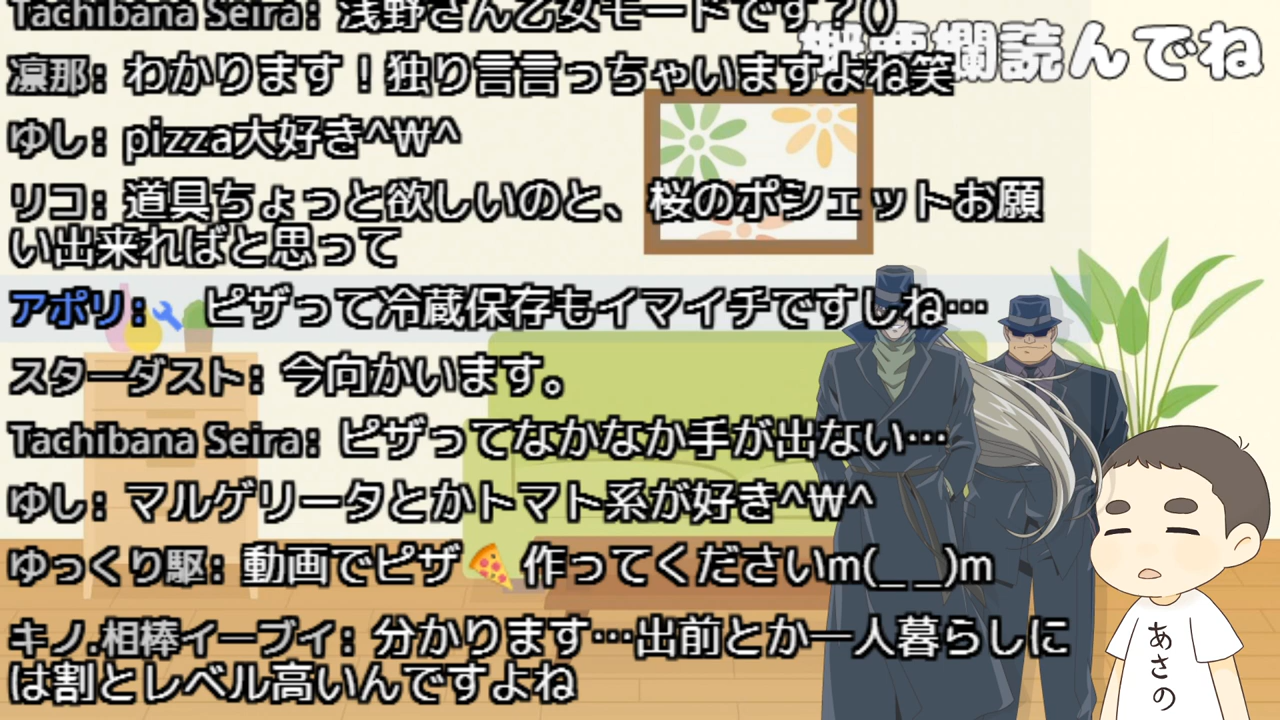 Tachibana Seira: 浅野さん乙女モードです？()
欄読んでね
凛那: わかります！独り言言っちゃいますよね笑
ゆし: pizza大好き^₩^
リコ: 道具ちょっと欲しいのと、桜のポシェットお願
い出来ればと思って
アポリ: ピザって冷蔵保存もイマイチですしね…
スターダスト: 今向かいます。
Tachibana Seira: ピザってなかなか手が出ない…
ゆし: マルゲリータとかトマト系が好き^₩^
ゆっくり駆: 動画でピザ🍕作ってくださいm(_ _)m
キノ.相棒イーブイ: 分かります…出前とか一人暮らしに
は割とレベル高いんですよね
あさの